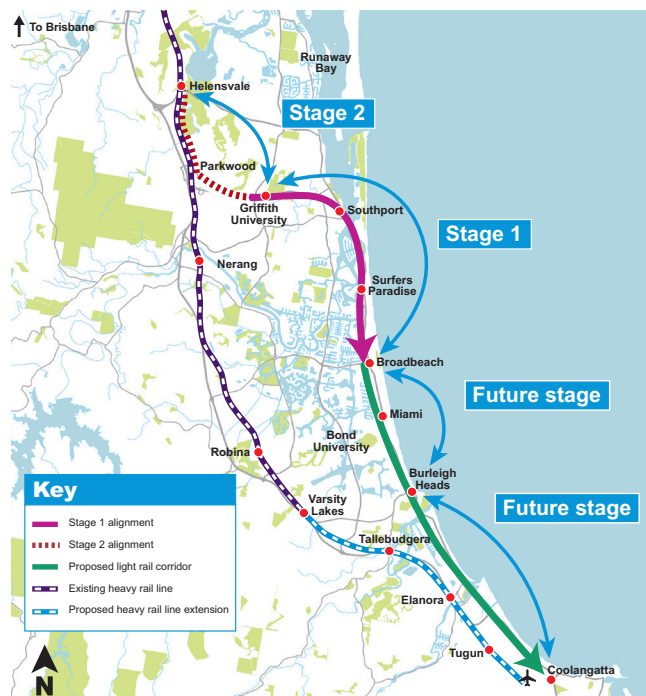 To Brisbane
Runaway
Bay
Helensvale
Stage 2
Parkwood
Griffith
University
Southport
Stage 1
Nerang
Surfers
Paradise
Broadbeach
Future stage
Miami
Bond
University
Robina
Burleigh
Heads
Key
Varsity
Lakes
Future stage
Stage 1 alignment
Stage 2 alignment
Tallebudgera
Proposed light rail corridor
Existing heavy rail line
Proposed heavy rail line extension
Elanora
Tugun
Coolangatta
N